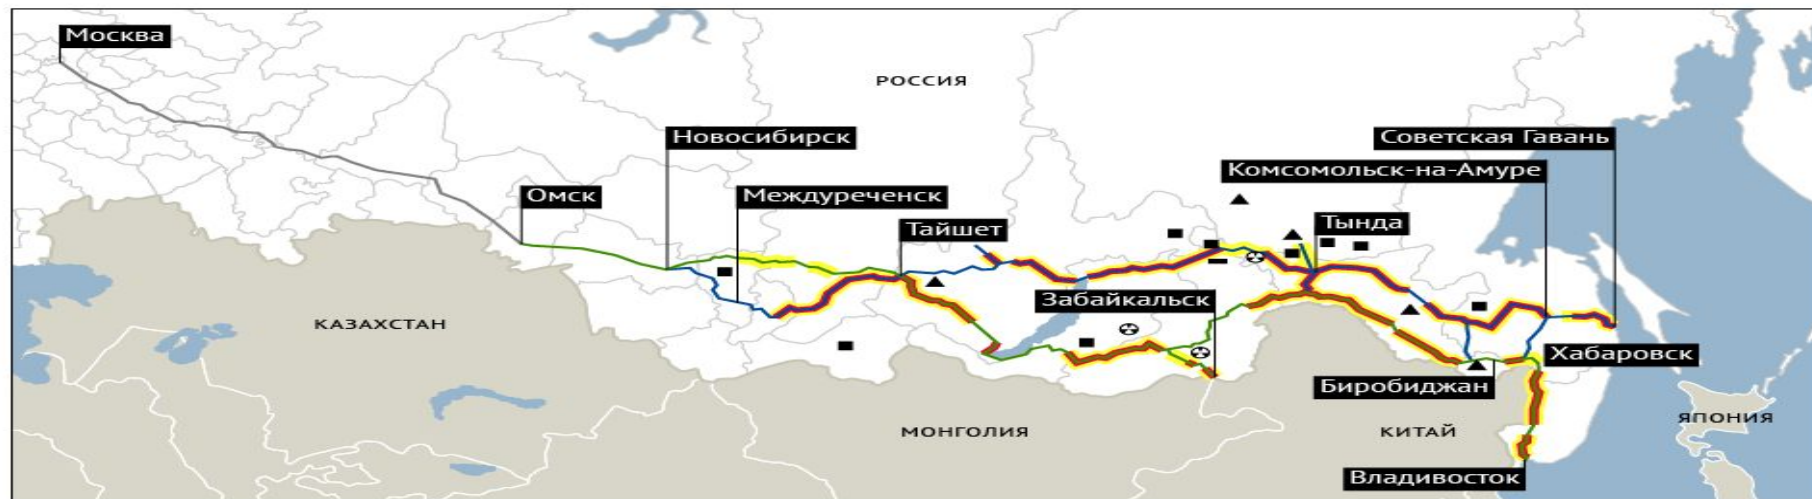 Москва
РОССИЯ
Новосибирск
Советская Гавань
Комсомольск-на-Амуре
Омск
Междуреченск
Тайшет
Тында
Забайкальск
КАЗАХСТАН
Хабаровск
Биробиджан
ЯПОНИЯ
МОНГОЛИЯ
КИТАЙ
Владивосток